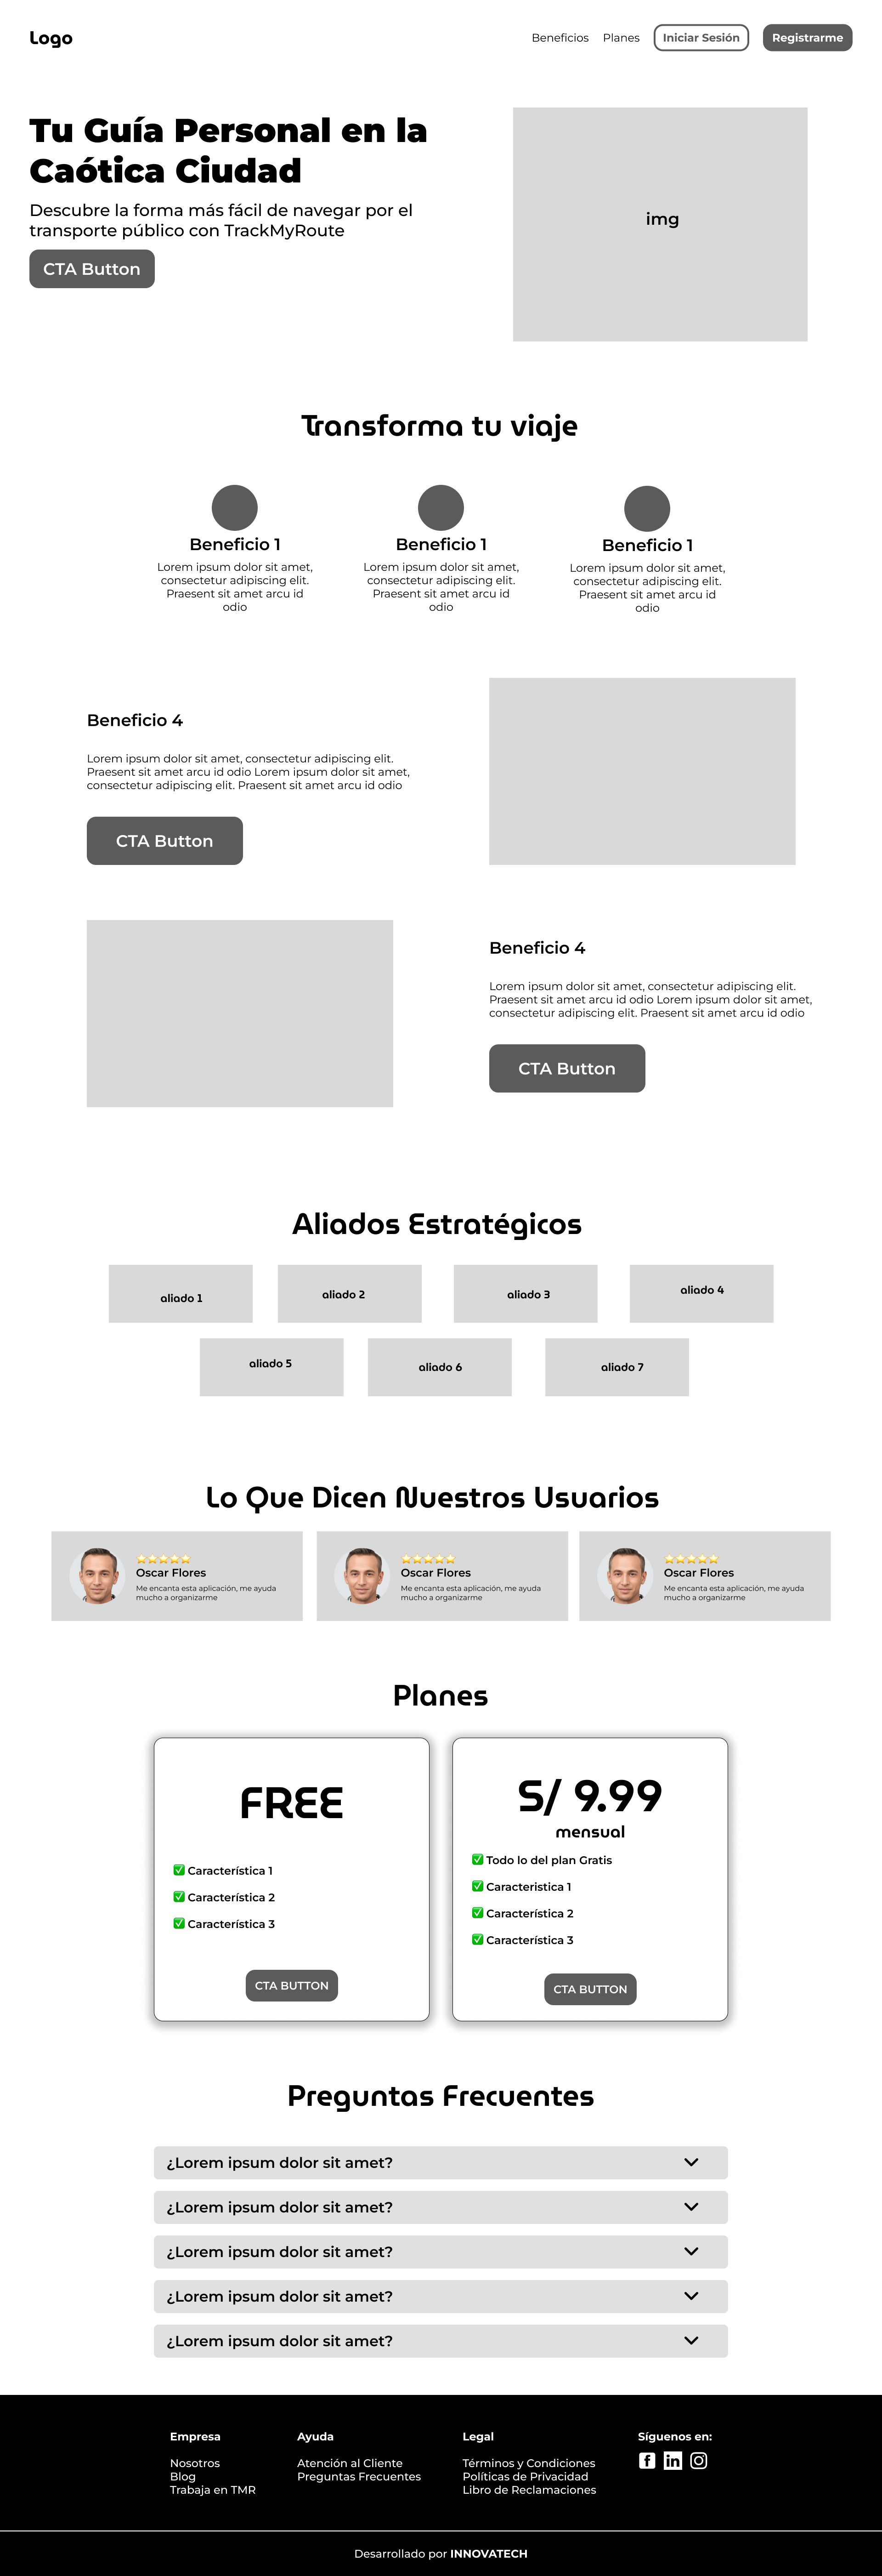 Logo
Beneficios
Planes
Iniciar Sesión
Registrarme
Tu Guía Personal en la
Caótica Ciudad
Descubre la forma más fácil de navegar por el
transporte público con TrackMyRoute
CTA Button
img
Transforma tu viaje
Beneficio 1
Lorem ipsum dolor sit amet,
consectetur adipiscing elit.
Praesent sit amet arcu id
odio
Beneficio 1
Lorem ipsum dolor sit amet,
consectetur adipiscing elit.
Praesent sit amet arcu id
odio
Beneficio 1
Lorem ipsum dolor sit amet,
consectetur adipiscing elit.
Praesent sit amet arcu id
odio
Beneficio 4
Lorem ipsum dolor sit amet, consectetur adipiscing elit.
Praesent sit amet arcu id odio Lorem ipsum dolor sit amet,
consectetur adipiscing elit. Praesent sit amet arcu id odio
CTA Button
Beneficio 4
Lorem ipsum dolor sit amet, consectetur adipiscing elit.
Praesent sit amet arcu id odio Lorem ipsum dolor sit amet,
consectetur adipiscing elit. Praesent sit amet arcu id odio
CTA Button
Aliados Estratégicos
aliado 1
aliado 2
aliado 3
aliado 4
aliado 5
aliado 6
aliado 7
Lo Que Dicen Nuestros Usuarios
Oscar Flores
Me encanta esta aplicación, me ayuda
mucho a organizarme
Oscar Flores
Me encanta esta aplicación, me ayuda
mucho a organizarme
Oscar Flores
Me encanta esta aplicación, me ayuda
mucho a organizarme
Planes
FREE
✅ Característica 1
✅ Característica 2
✅ Característica 3
CTA BUTTON
S/ 9.99
mensual
✅ Todo lo del plan Gratis
✅ Caracteristica 1
✅ Característica 2
✅ Característica 3
CTA BUTTON
Preguntas Frecuentes
¿Lorem ipsum dolor sit amet?
¿Lorem ipsum dolor sit amet?
¿Lorem ipsum dolor sit amet?
¿Lorem ipsum dolor sit amet?
¿Lorem ipsum dolor sit amet?
Empresa
Nosotros
Blog
Trabaja en TMR
Ayuda
Atención al Cliente
Preguntas Frecuentes
Legal
Términos y Condiciones
Políticas de Privacidad
Libro de Reclamaciones
Síguenos en:
Desarrollado por INNOVATECH